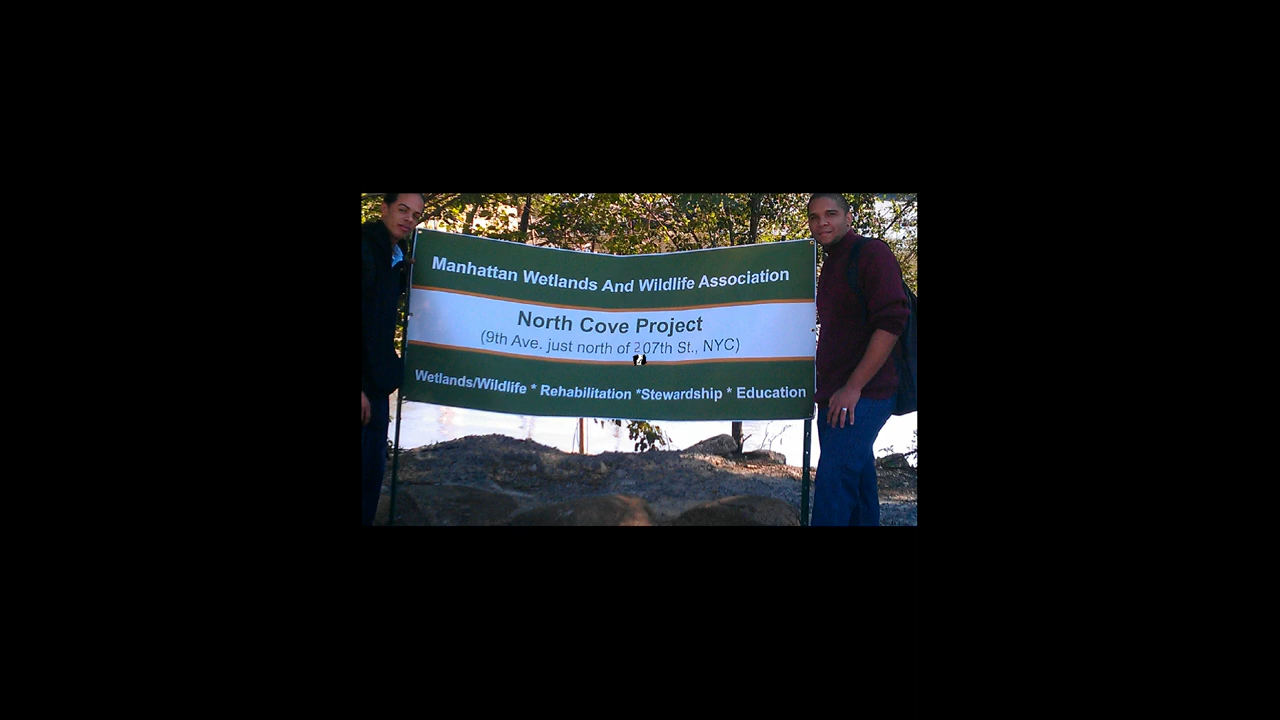 Manhattan Wetlands And Wildlife Association
North Cove Project
(9th Ave. just north of 207th St., NYC)
Wetlands/Wildlife * Rehabilitation *Stewardship * Education